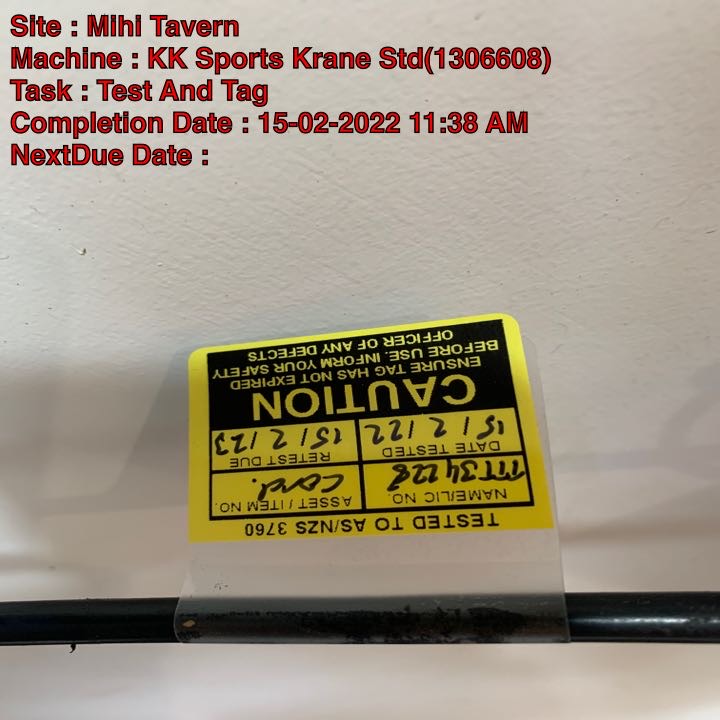 Site : Mihi Tavern
Machine : KK Sports Krane Std(1306608)
Task : Test And Tag
Completion Date : 15-02-2022 11:38 AM
NextDue Date :
TESTED TO AS/NZS 3760
NAME/LIC NO. ASSET / ITEM NO.
TT34228 cord.
DATE TESTED RETEST DUE
15/2/22 15/2/23
CAUTION
ENSURE TAG HAS NOT EXPIRED
BEFORE USE. INFORM YOUR SAFETY
OFFICER OF ANY DEFECTS